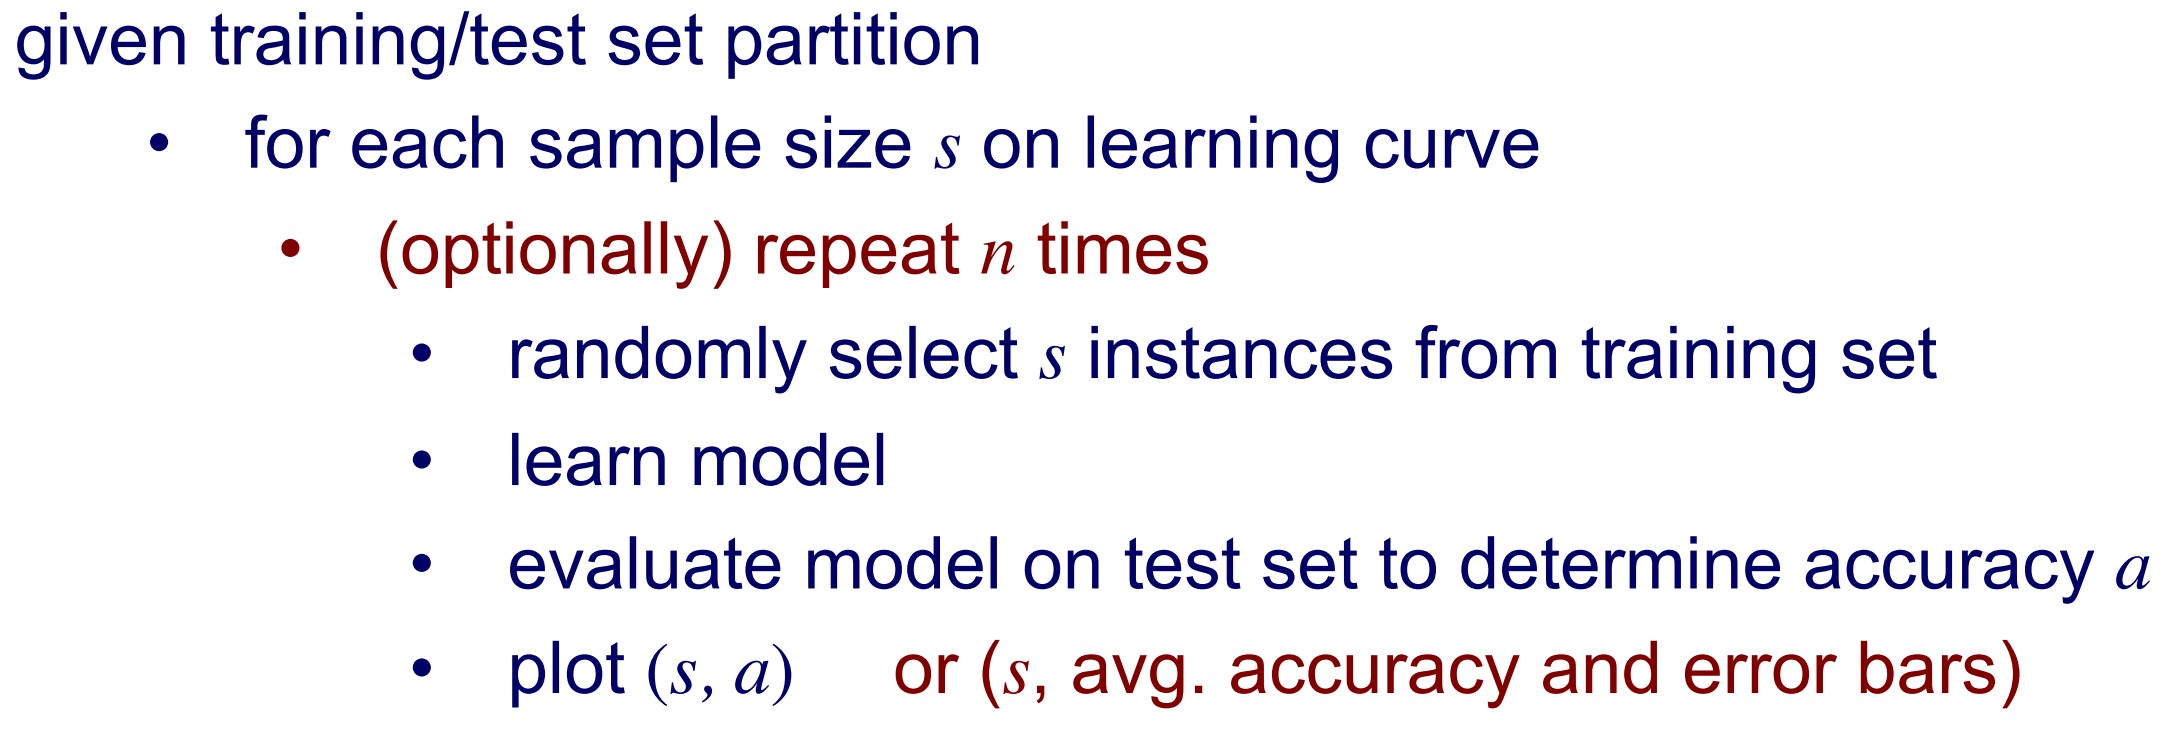 given training/test set partition
• for each sample size s on learning curve
• (optionally) repeat n times
• randomly select s instances from training set
• learn model
• evaluate model on test set to determine accuracy a
• plot (s, a) or (s, avg. accuracy and error bars)